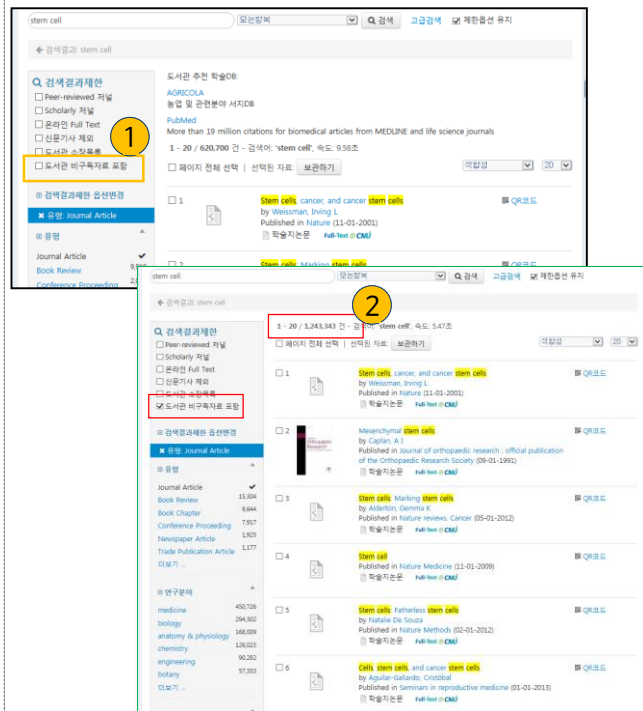 stem cell
모든항목
검색
고급검색
제한옵션 유지
검색결과: stem cell
검색결과제한
Peer-reviewed 저널
Scholarly 저널
온라인 Full Text
신문기사 제외
도서관 소장목록
도서관 비구독자료 포함
1
검색결과제한 옵션변경
유형: Journal Article
유형
Journal Article
Book Review
Conference Proceeding
도서관 추천 학술DB:
AGRICOLA
농업 및 관련분야 서지DB
PubMed
More than 19 million citations for biomedical articles from MEDLINE and life science journals
1 - 20 / 620,700 건 - 검색어: 'stem cell', 속도: 9.58초
페이지 전체 선택 | 선택된 자료: 보관하기
적합성
20
1
Stem cells, cancer, and cancer stem cells
by Weissman, Irving L
Published in Nature (11-01-2001)
학술지논문 Full-Text @ CMU
QR코드
stem cell
모든항목
검색
고급검색
제한옵션 유지
검색결과: stem cell
2
검색결과제한
Peer-reviewed 저널
Scholarly 저널
온라인 Full Text
신문기사 제외
도서관 소장목록
도서관 비구독자료 포함
검색결과제한 옵션변경
유형: Journal Article
유형
Journal Article
Book Review 15,304
Book Chapter 9,644
Conference Proceeding 7,917
Newspaper Article 1,925
Trade Publication Article 1,177
더보기 ...
연구분야
medicine 450,726
biology 294,302
anatomy & physiology 168,009
chemistry 126,023
engineering 90,282
botany 57,353
더보기 ...
1 - 20 / 1,243,343 건 - 검색어: 'stem cell', 속도: 5.47초
페이지 전체 선택 | 선택된 자료: 보관하기
적합성
20
1
Stem cells, cancer, and cancer stem cells
by Weissman, Irving L
Published in Nature (11-01-2001)
학술지논문 Full-Text @ CMU
QR코드
2
Mesenchymal stem cells
by Caplan, A I
Published in Journal of orthopaedic research : official publication
of the Orthopaedic Research Society (09-01-1991)
학술지논문 Full-Text @ CMU
QR코드
3
Stem cells: Marking stem cells
by Alderton, Gemma K
Published in Nature reviews. Cancer (05-01-2012)
학술지논문 Full-Text @ CMU
QR코드
4
Stem cell
Published in Nature Medicine (11-01-2009)
학술지논문 Full-Text @ CMU
QR코드
5
Stem cells: Fatherless stem cells
by Natalie De Souza
Published in Nature Methods (02-01-2012)
학술지논문 Full-Text @ CMU
QR코드
6
Cells, stem cells, and cancer stem cells
by Aguilar-Gallardo, Cristóbal
Published in Seminars in reproductive medicine (01-01-2013)
학술지논문 Full-Text @ CMU
QR코드